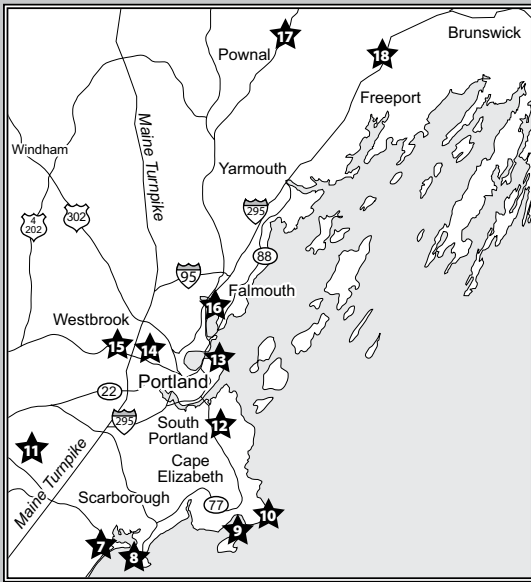 Brunswick
17
18
Pownal
Freeport
Maine Turnpike
Windham
Yarmouth
4
202
302
295
88
95
16
Falmouth
Westbrook
15
14
13
Portland
22
295
South
Portland
12
11
Cape
Elizabeth
Maine Turnpike
Scarborough
77
10
9
7
8